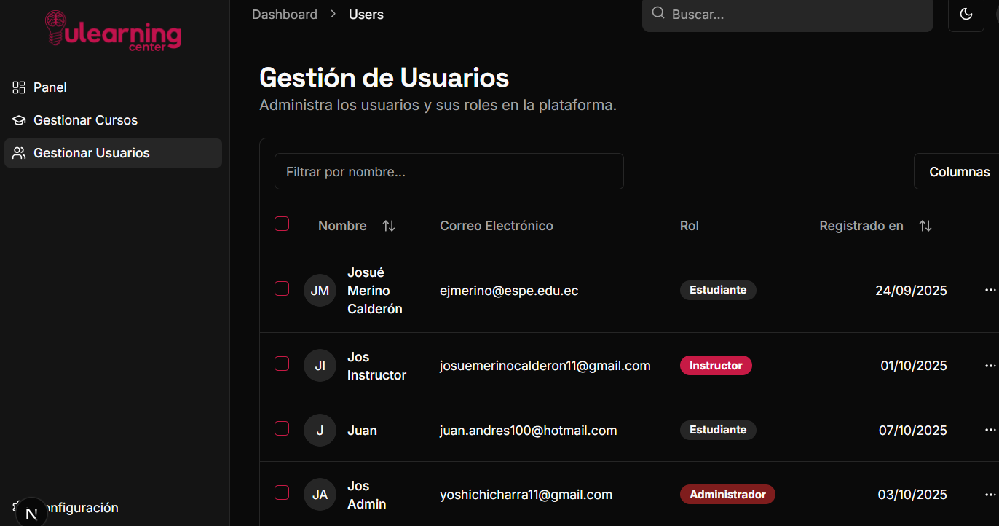 ulearning
center
Dashboard > Users
Buscar...
Panel
Gestionar Cursos
Gestionar Usuarios
Gestión de Usuarios
Administra los usuarios y sus roles en la plataforma.
Filtrar por nombre...
Columnas
Nombre Correo Electrónico Rol Registrado en
JM Josué
Merino
Calderón
ejmerino@espe.edu.ec Estudiante 24/09/2025 ...
JI Jos
Instructor
josuemerinocalderon11@gmail.com Instructor 01/10/2025 ...
J Juan juan.andres100@hotmail.com Estudiante 07/10/2025 ...
JA Jos
Admin
yoshichicharra11@gmail.com Administrador 03/10/2025 ...
N onfiguración